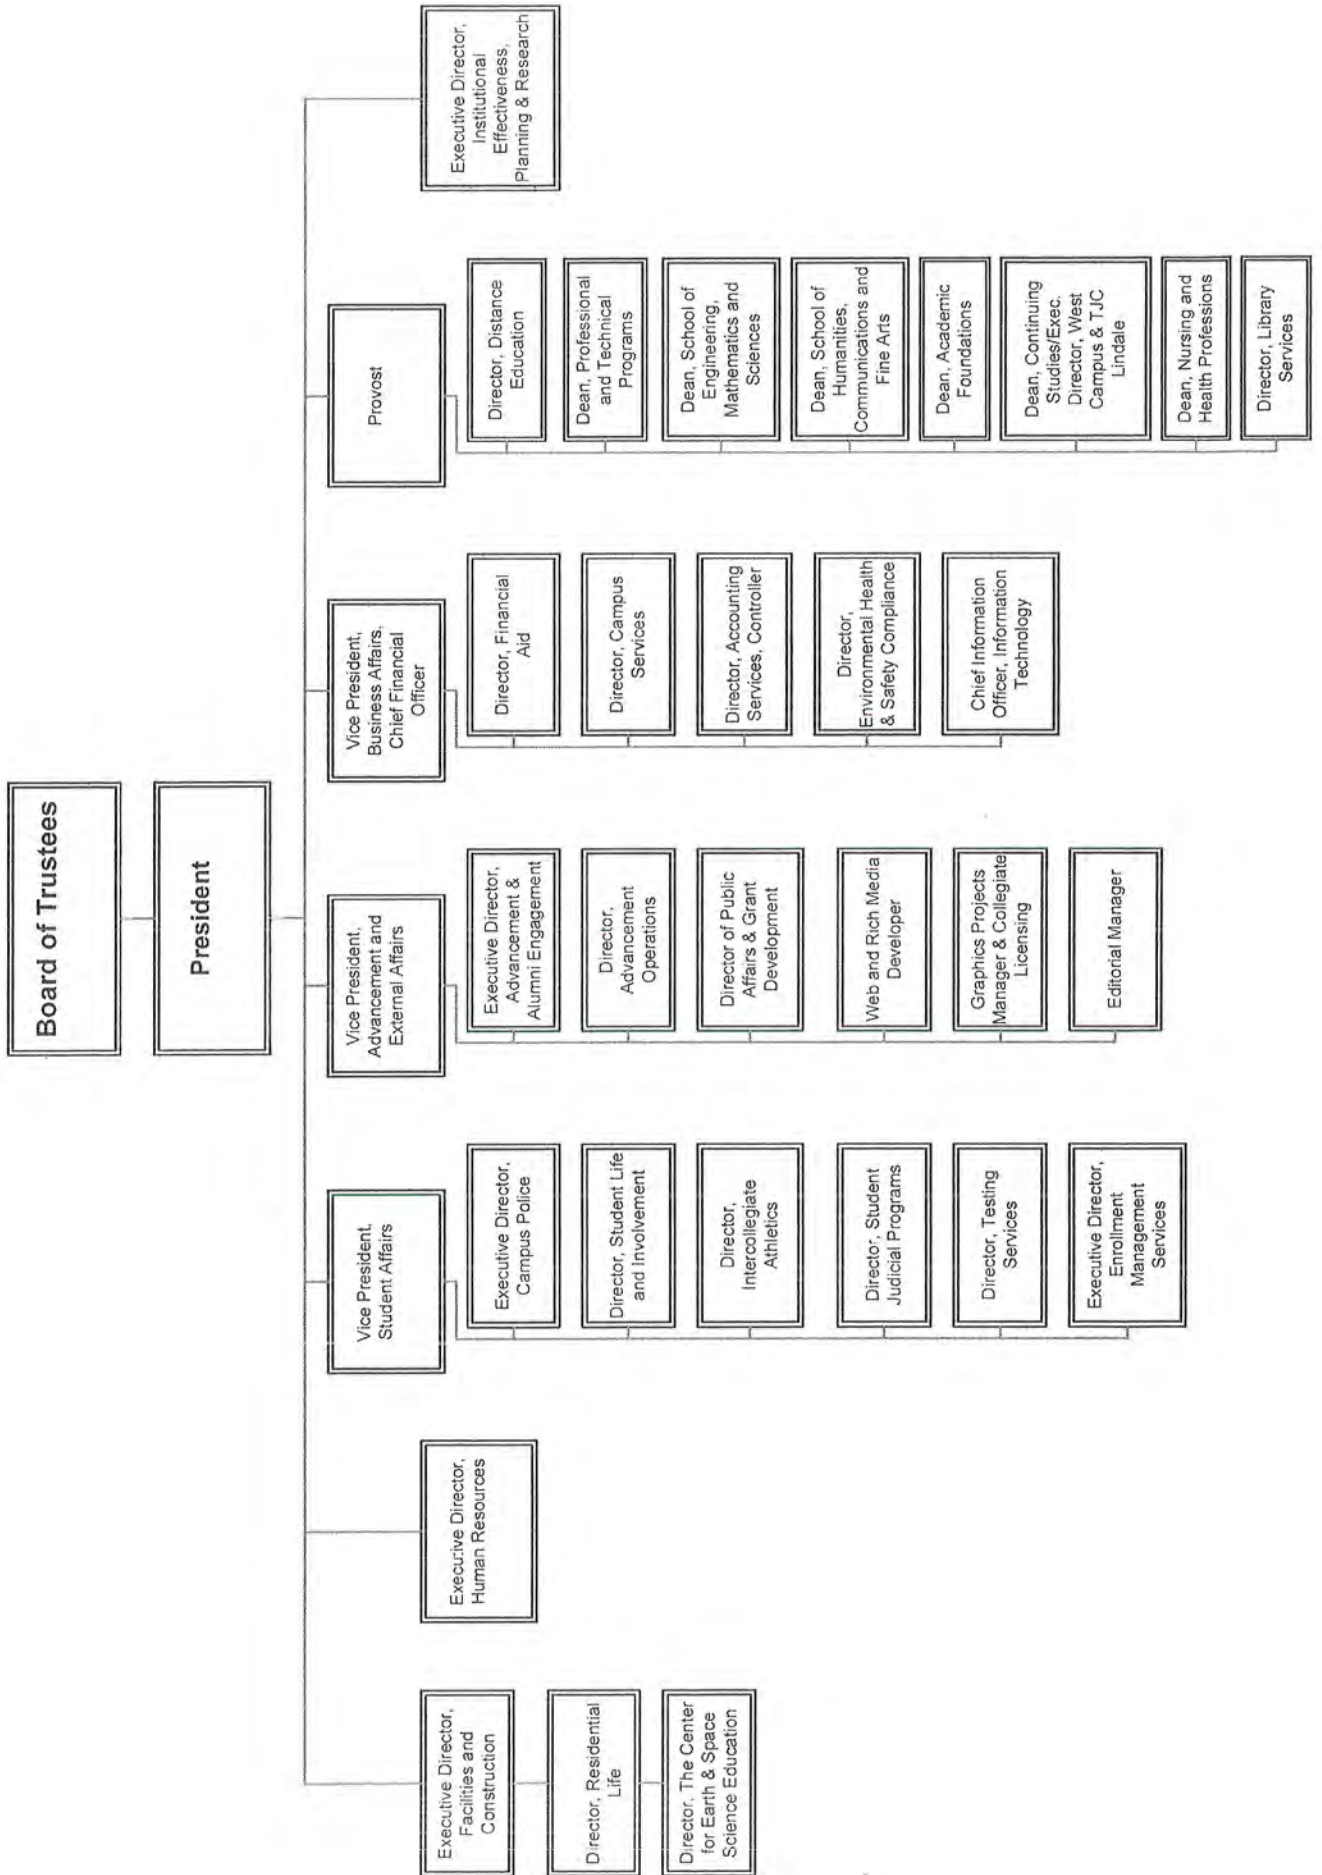 Board of Trustees
President
Executive Director,
Facilities and
Construction
Director, Residential
Life
Director, The Center
for Earth & Space
Science Education
Executive Director,
Human Resources
Vice President,
Student Affairs
Executive Director,
Campus Police
Director, Student Life
and Involvement
Director,
Intercollegiate
Athletics
Director, Student
Judicial Programs
Director, Testing
Services
Executive Director,
Enrollment
Management
Services
Vice President,
Advancement and
External Affairs
Executive Director,
Advancement &
Alumni Engagement
Director,
Advancement
Operations
Director of Public
Affairs & Grant
Development
Web and Rich Media
Developer
Graphics Projects
Manager & Collegiate
Licensing
Editorial Manager
Vice President,
Business Affairs,
Chief Financial
Officer
Director, Financial
Aid
Director, Campus
Services
Director, Accounting
Services, Controller
Director,
Environmental Health
& Safety Compliance
Chief Information
Officer, Information
Technology
Provost
Director, Distance
Education
Dean, Professional
and Technical
Programs
Dean, School of
Engineering,
Mathematics and
Sciences
Dean, School of
Humanities,
Communications and
Fine Arts
Dean, Academic
Foundations
Dean, Continuing
Studies/Exec.
Director, West
Campus & TJC
Lindale
Dean, Nursing and
Health Professions
Director, Library
Services
Executive Director,
Institutional
Effectiveness,
Planning & Research